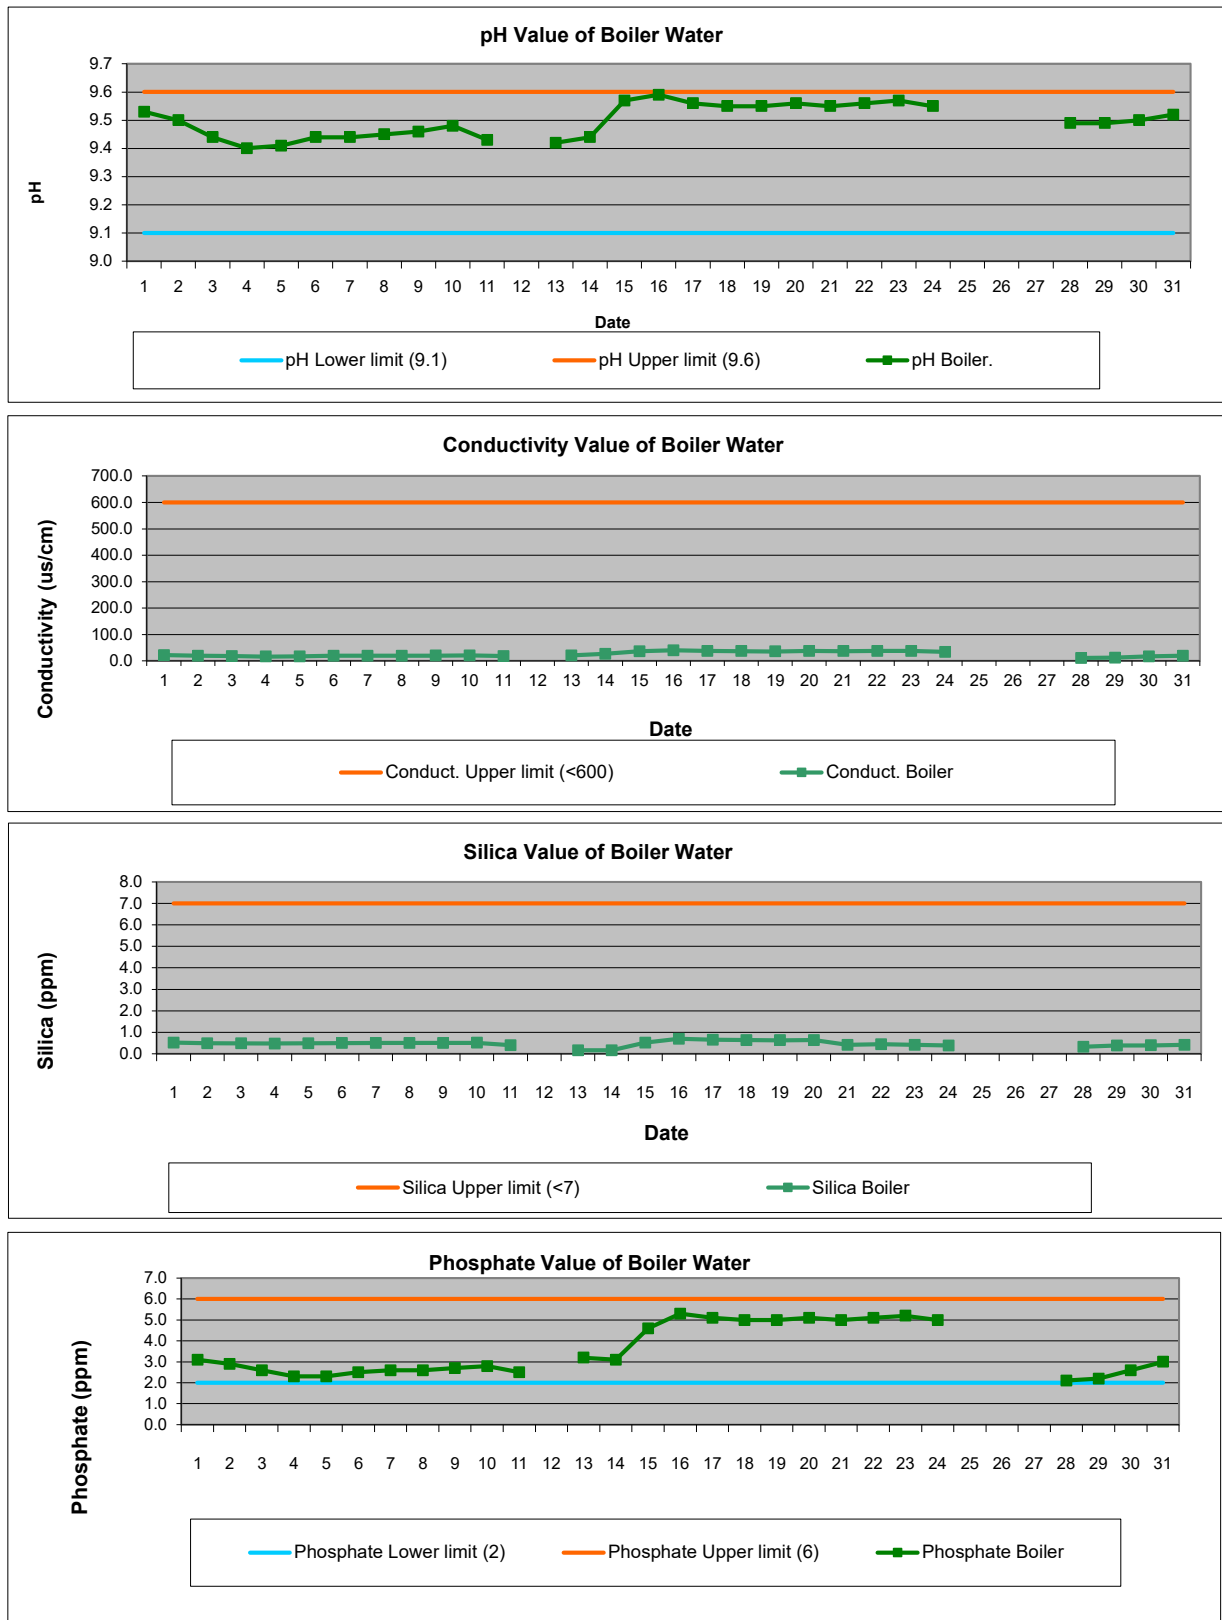 pH Value of Boiler Water
9.7
9.6
9.5
9.4
9.3
9.2
9.1
9.0
pH
1 2 3 4 5 6 7 8 9 10 11 12 13 14 15 16 17 18 19 20 21 22 23 24 25 26 27 28 29 30 31
Date
pH Lower limit (9.1) pH Upper limit (9.6) pH Boiler.
Conductivity Value of Boiler Water
700.0
600.0
500.0
400.0
300.0
200.0
100.0
0.0
Conductivity (us/cm)
1 2 3 4 5 6 7 8 9 10 11 12 13 14 15 16 17 18 19 20 21 22 23 24 25 26 27 28 29 30 31
Date
Conduct. Upper limit (<600) Conduct. Boiler
Silica Value of Boiler Water
8.0
7.0
6.0
5.0
4.0
3.0
2.0
1.0
0.0
Silica (ppm)
1 2 3 4 5 6 7 8 9 10 11 12 13 14 15 16 17 18 19 20 21 22 23 24 25 26 27 28 29 30 31
Date
Silica Upper limit (<7) Silica Boiler
Phosphate Value of Boiler Water
7.0
6.0
5.0
4.0
3.0
2.0
1.0
0.0
Phosphate (ppm)
1 2 3 4 5 6 7 8 9 10 11 12 13 14 15 16 17 18 19 20 21 22 23 24 25 26 27 28 29 30 31
Phosphate Lower limit (2) Phosphate Upper limit (6) Phosphate Boiler